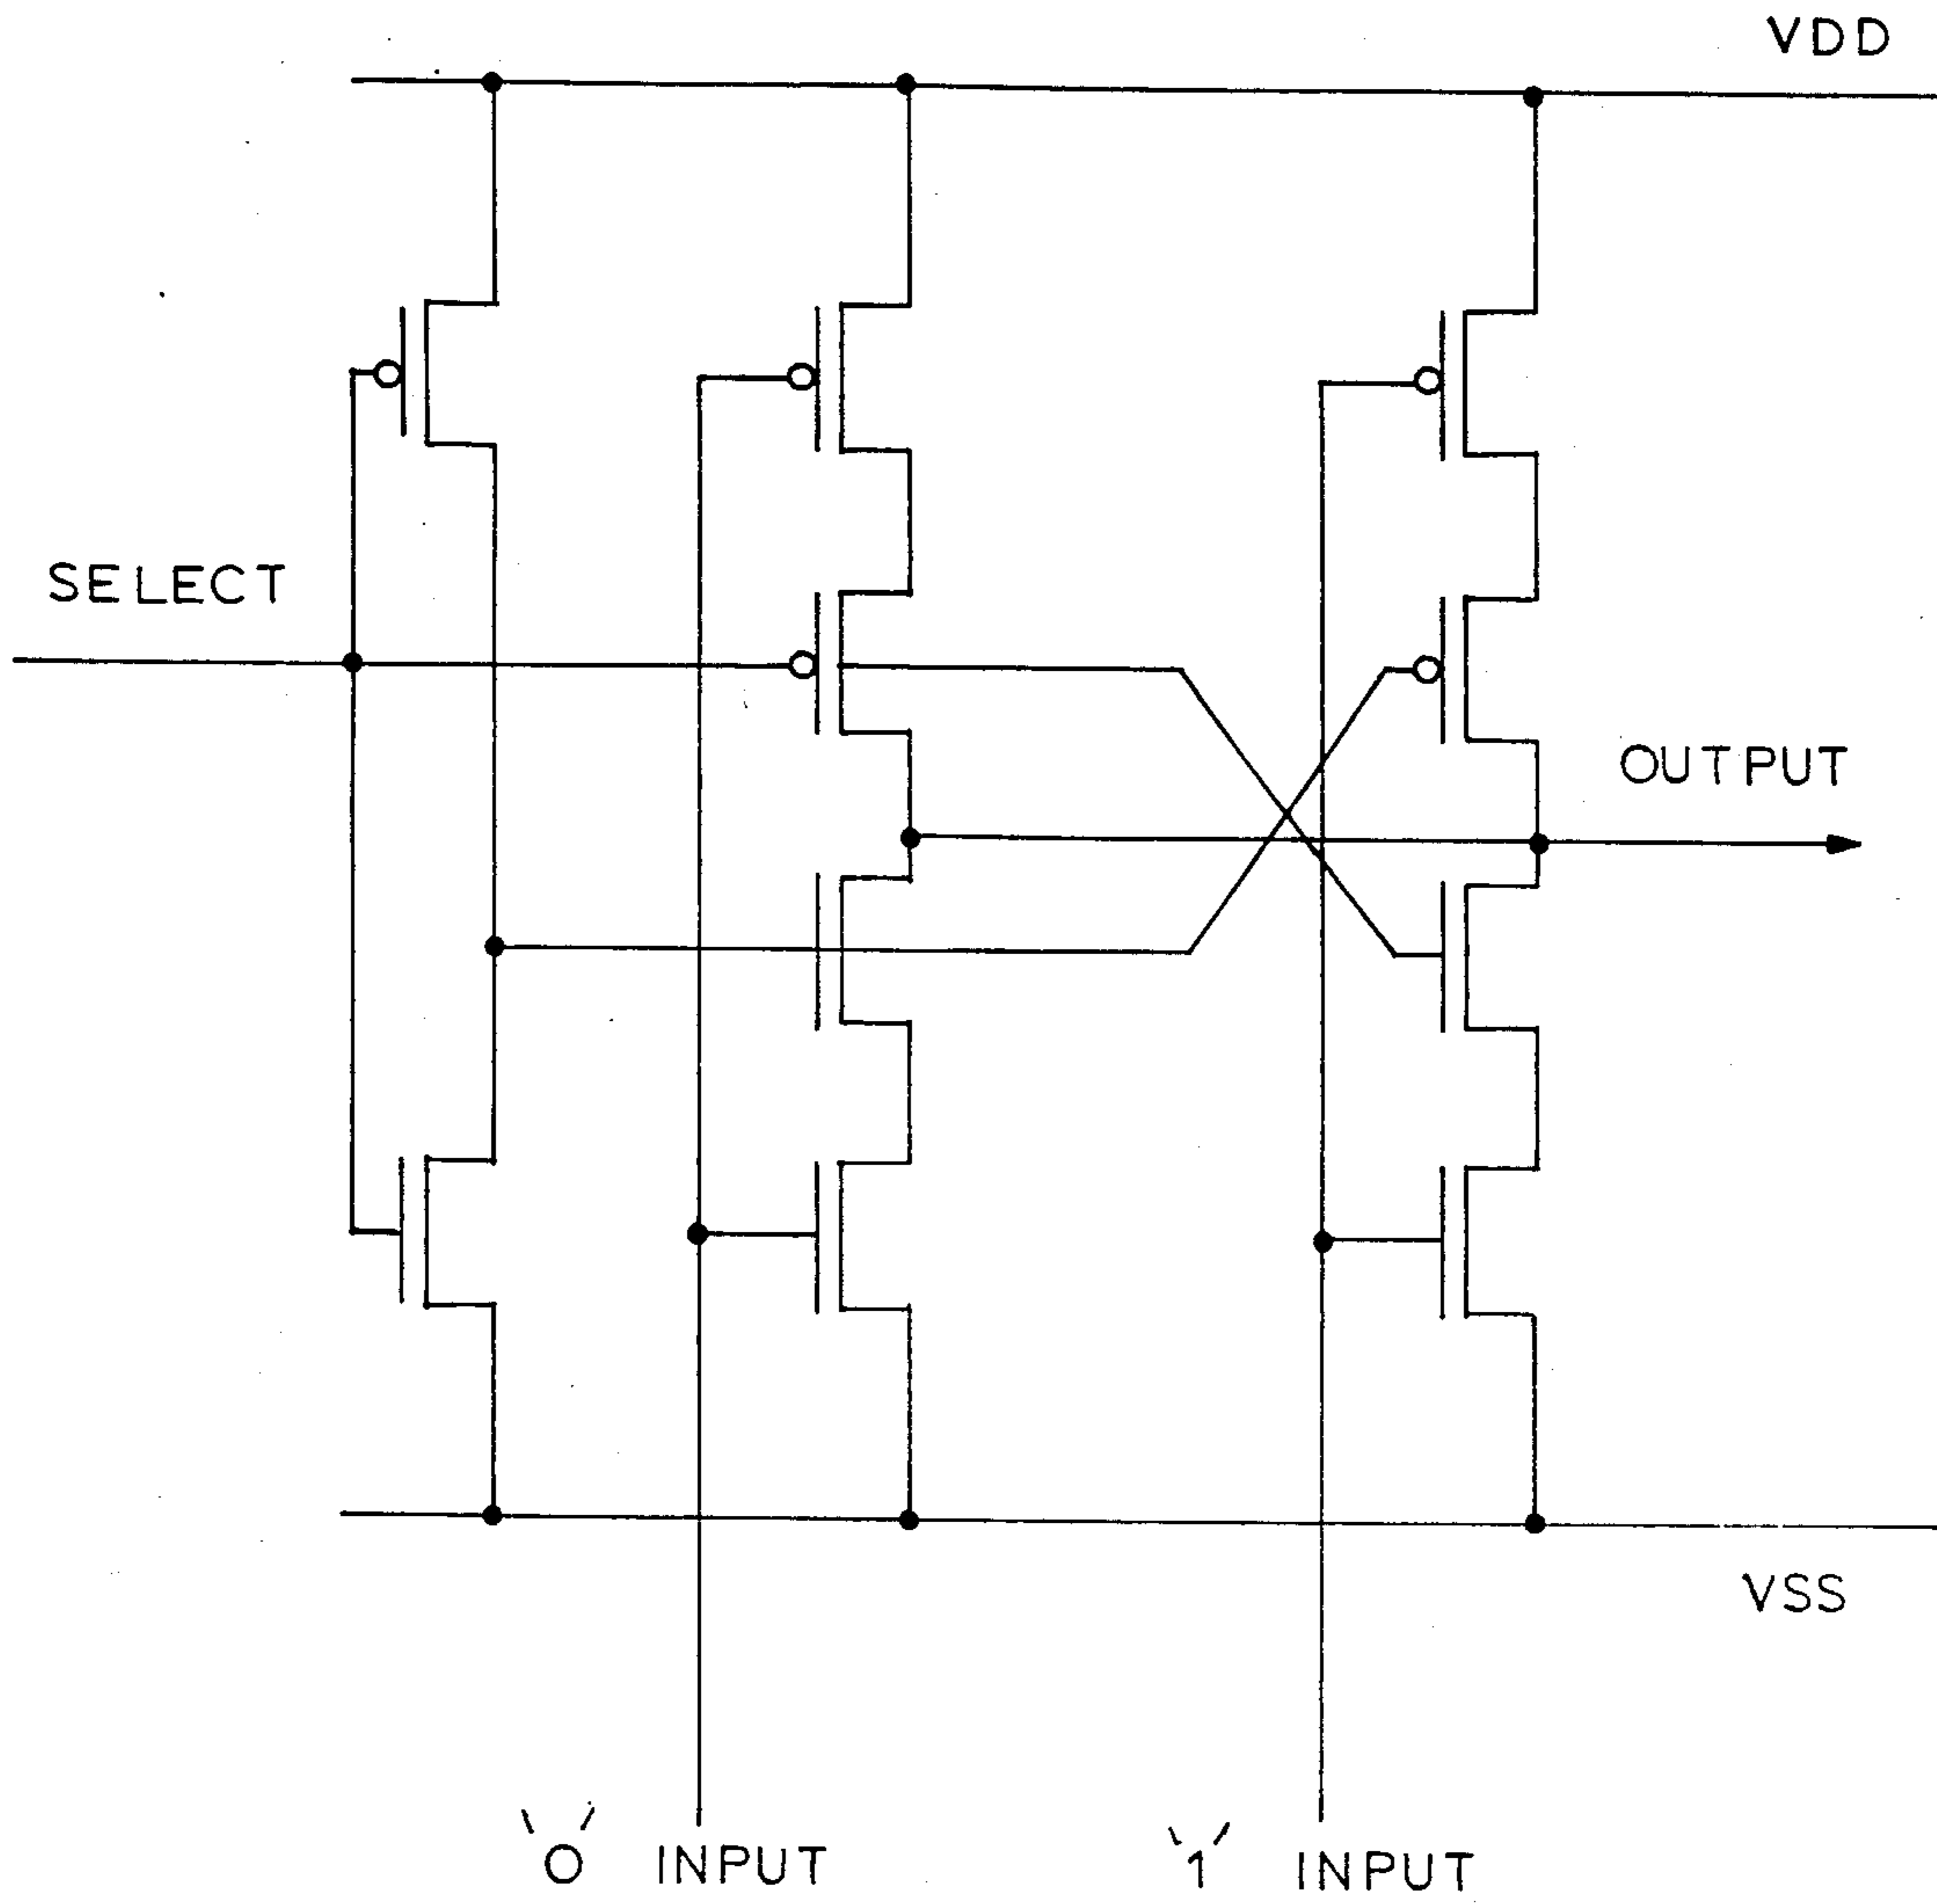 VDD
SELECT
OUTPUT
VSS
'0' INPUT
'1' INPUT